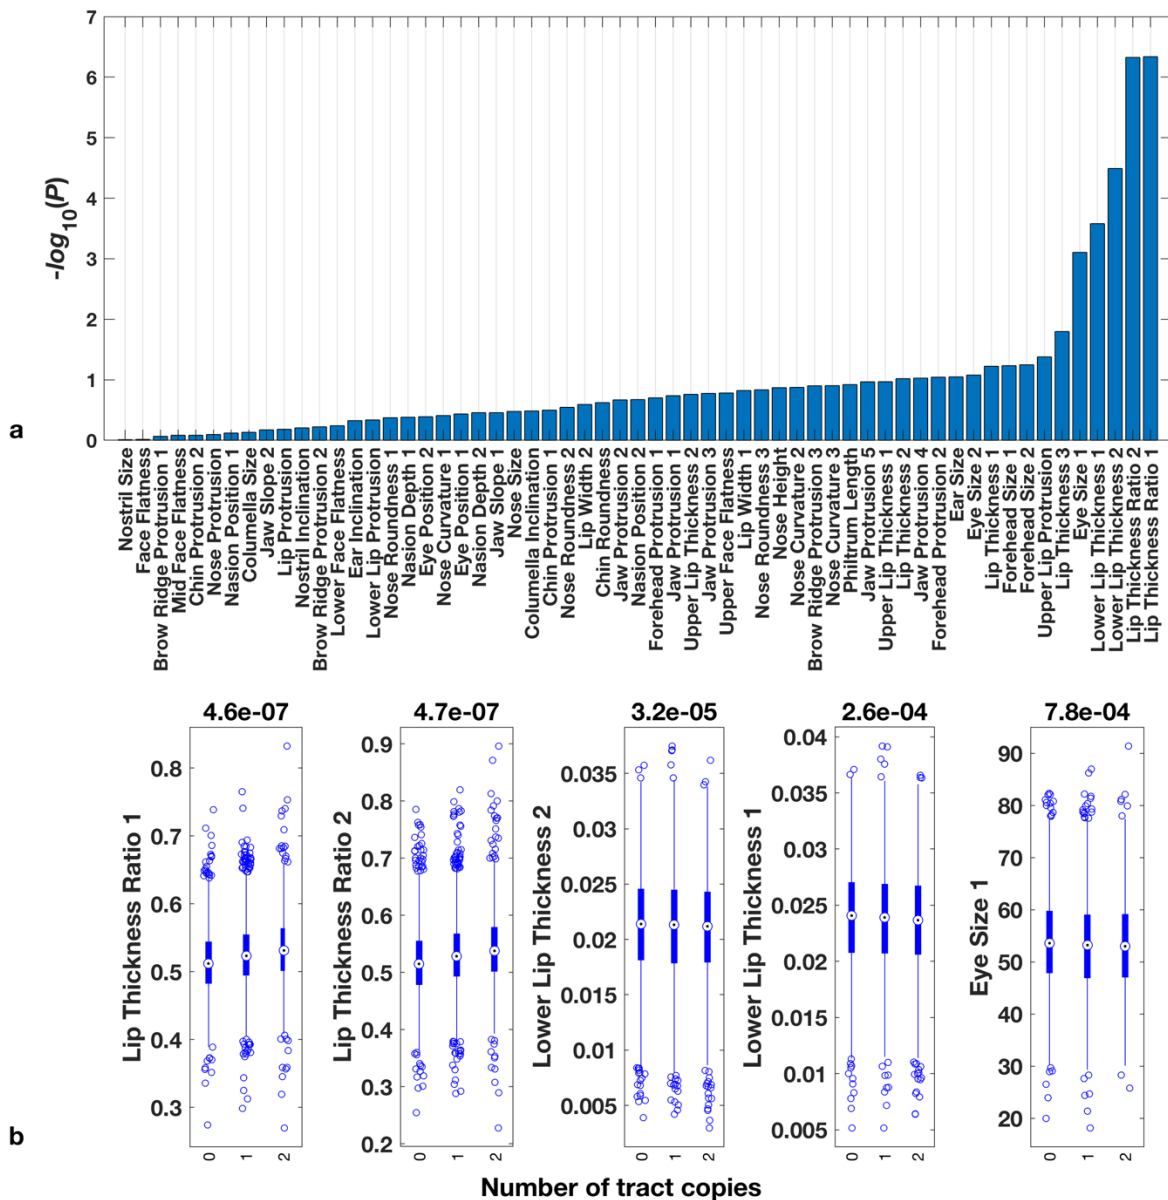 7
6
5
4
3
2
1
0
-log10(P)
a
Nostril Size
Face Flatness
Brow Ridge Protrusion 1
Mid Face Flatness
Chin Protrusion 2
Nose Protrusion
Nasion Position 1
Columella Size
Jaw Slope 2
Lip Protrusion
Nostril Inclination
Brow Ridge Protrusion 2
Lower Face Flatness
Ear Inclination
Lower Lip Protrusion
Nose Roundness 1
Nasion Depth 1
Eye Position 2
Nose Curvature 1
Eye Position 1
Nasion Depth 2
Jaw Slope 1
Nose Size
Columella Inclination
Chin Protrusion 1
Nose Roundness 2
Lip Width 2
Chin Roundness
Jaw Protrusion 2
Nasion Position 2
Forehead Protrusion 1
Jaw Protrusion 1
Upper Lip Thickness 2
Jaw Protrusion 3
Upper Face Flatness
Lip Width 1
Nose Roundness 3
Nose Height
Nose Curvature 2
Brow Ridge Protrusion 3
Nose Curvature 3
Philtrum Length
Jaw Protrusion 5
Upper Lip Thickness 1
Lip Thickness 2
Jaw Protrusion 4
Forehead Protrusion 2
Ear Size
Eye Size 2
Lip Thickness 1
Forehead Size 1
Forehead Size 2
Upper Lip Protrusion
Lip Thickness 3
Eye Size 1
Lower Lip Thickness 1
Lower Lip Thickness 2
Lip Thickness Ratio 2
Lip Thickness Ratio 1
b
4.6e-07
Lip Thickness Ratio 1
0.8
0.7
0.6
0.5
0.4
0.3
0 1 2
4.7e-07
Lip Thickness Ratio 2
0.9
0.8
0.7
0.6
0.5
0.4
0.3
0.2
0 1 2
3.2e-05
Lower Lip Thickness 2
0.035
0.03
0.025
0.02
0.015
0.01
0.005
0 1 2
2.6e-04
Lower Lip Thickness 1
0.04
0.035
0.03
0.025
0.02
0.015
0.01
0.005
0 1 2
7.8e-04
Eye Size 1
90
80
70
60
50
40
30
20
0 1 2
Number of tract copies